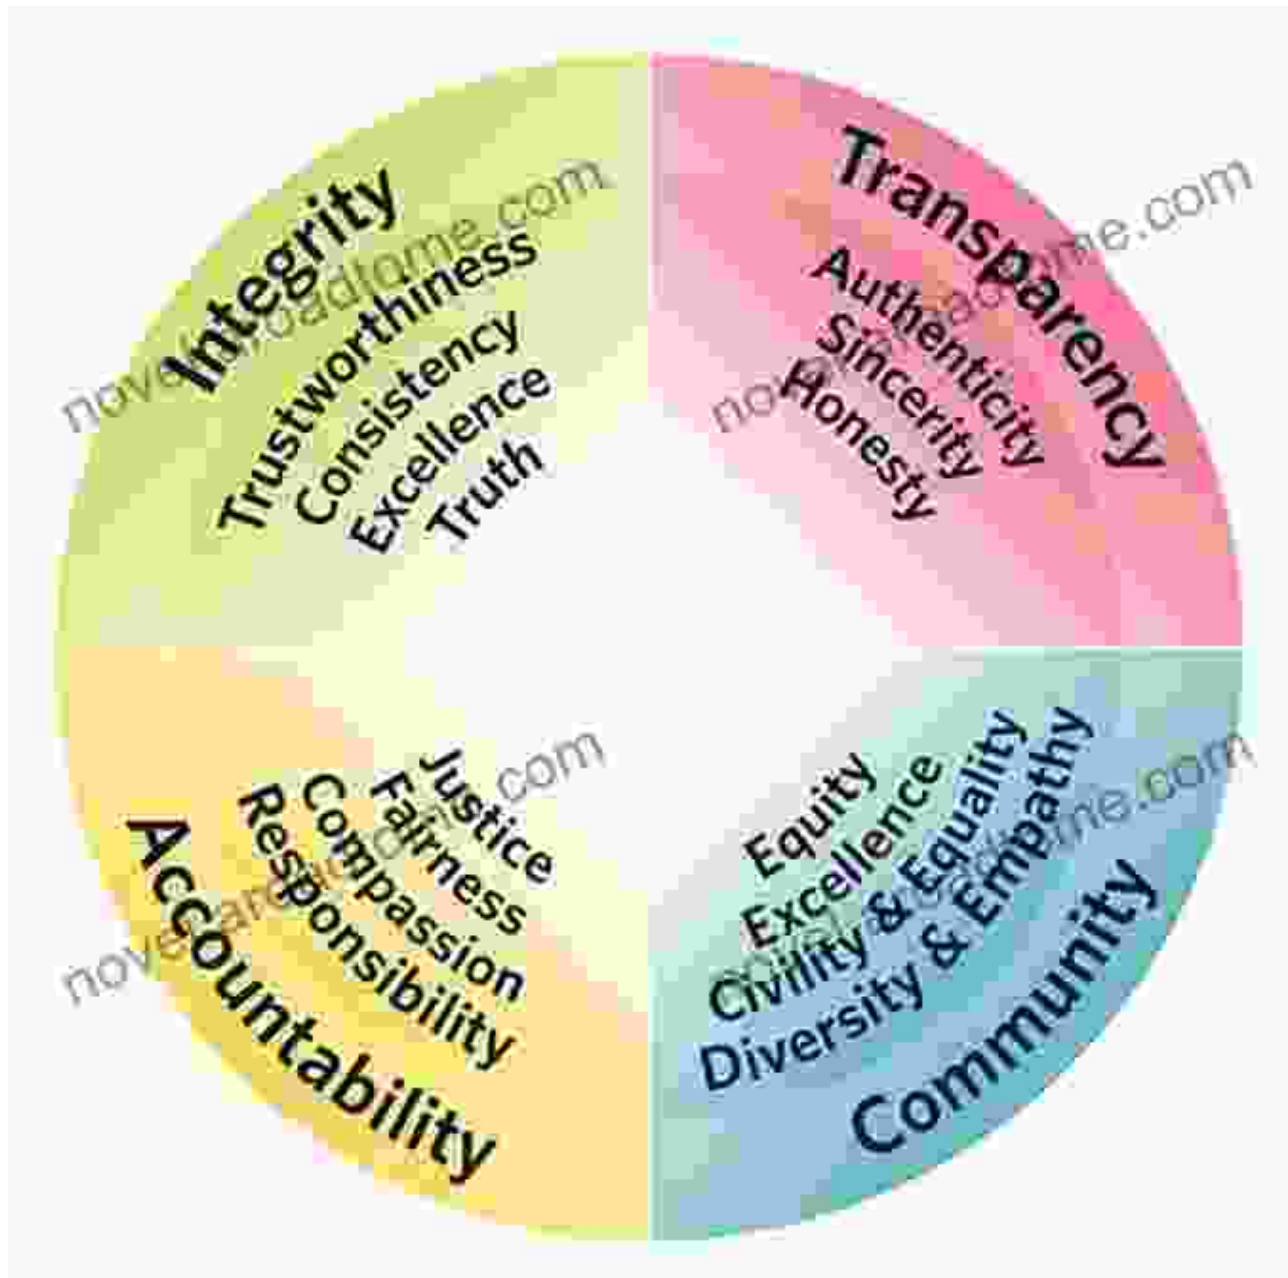 Integrity
Trustworthiness
Consistency
Excellence
Truth
Transparency
Authenticity
Sincerity
Honesty
Justice
Fairness
Compassion
Responsibility
Accountability
Equity
Excellence
Civility & Equality
Diversity & Empathy
Community